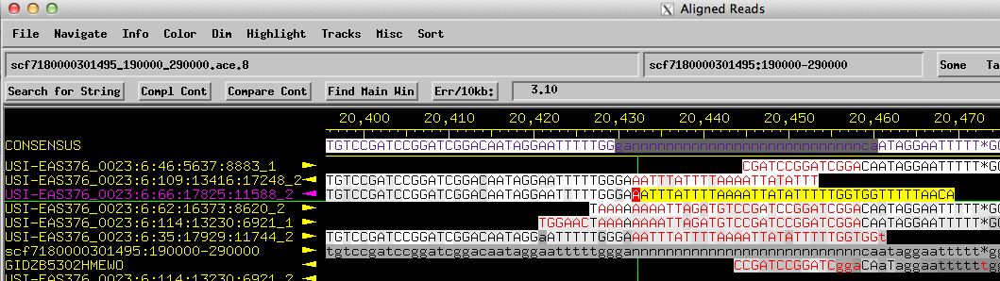 Aligned Reads
File Navigate Info Color Dim Highlight Tracks Misc Sort
scf7180000301495_190000_290000.ace.8 scf7180000301495:190000-290000 Some Ta
Search for String Compl Cont Compare Cont Find Main Win Err/10kb: 3.10
20,400 20,410 20,420 20,430 20,440 20,450 20,460 20,470
CONSENSUS TGTCCGATCCGGATCGGACAATAGGAATTTTTGGgannnnnnnnnnnnnnnnnnnnnnnnnnncaATAGGAATTTTT*GG
USI-EAS376_0023:6:46:5637:8883_1 CGATCCGGATCGGACAATAGGAATTTTT*GG
USI-EAS376_0023:6:109:13416:17248_2 TGTCCGATCCGGATCGGACAATAGGAATTTTTGGGAAATTTATTTTAAAATTATATTT
USI-EAS376_0023:6:66:17825:11588_2 TGTCCGATCCGGATCGGACAATAGGAATTTTTGGGAAATTTATTTTAAAATTATATTTTTGGTGGTTTTTAACA
USI-EAS376_0023:6:62:16373:8620_2 TAAAAAAAATTAGATGTCCGATCCGGATCGGACAATAGGAATTTTT*GG
USI-EAS376_0023:6:114:13230:6921_1 TGGAACTAAAAAAAATTAGATGTCCGATCCGGATCGGACAATAGGAATTTTT*GG
USI-EAS376_0023:6:35:17929:11744_2 TGTCCGATCCGGATCGGACAATAGGaATTTTTGGGAAATTTATTTTAAAATTATATTTTTGGTGGt
scf7180000301495:190000-290000 tgtccgatccggatcggacaataggaatttttgggannnnnnnnnnnnnnnnnnnnnnnnnnncaataggaattttt*gg
GIDZB5302HMEWO CCGATCCGGATCggaCaATaggaattttt*gg
USI-EAS376_0023:6:114:13230:6921_2